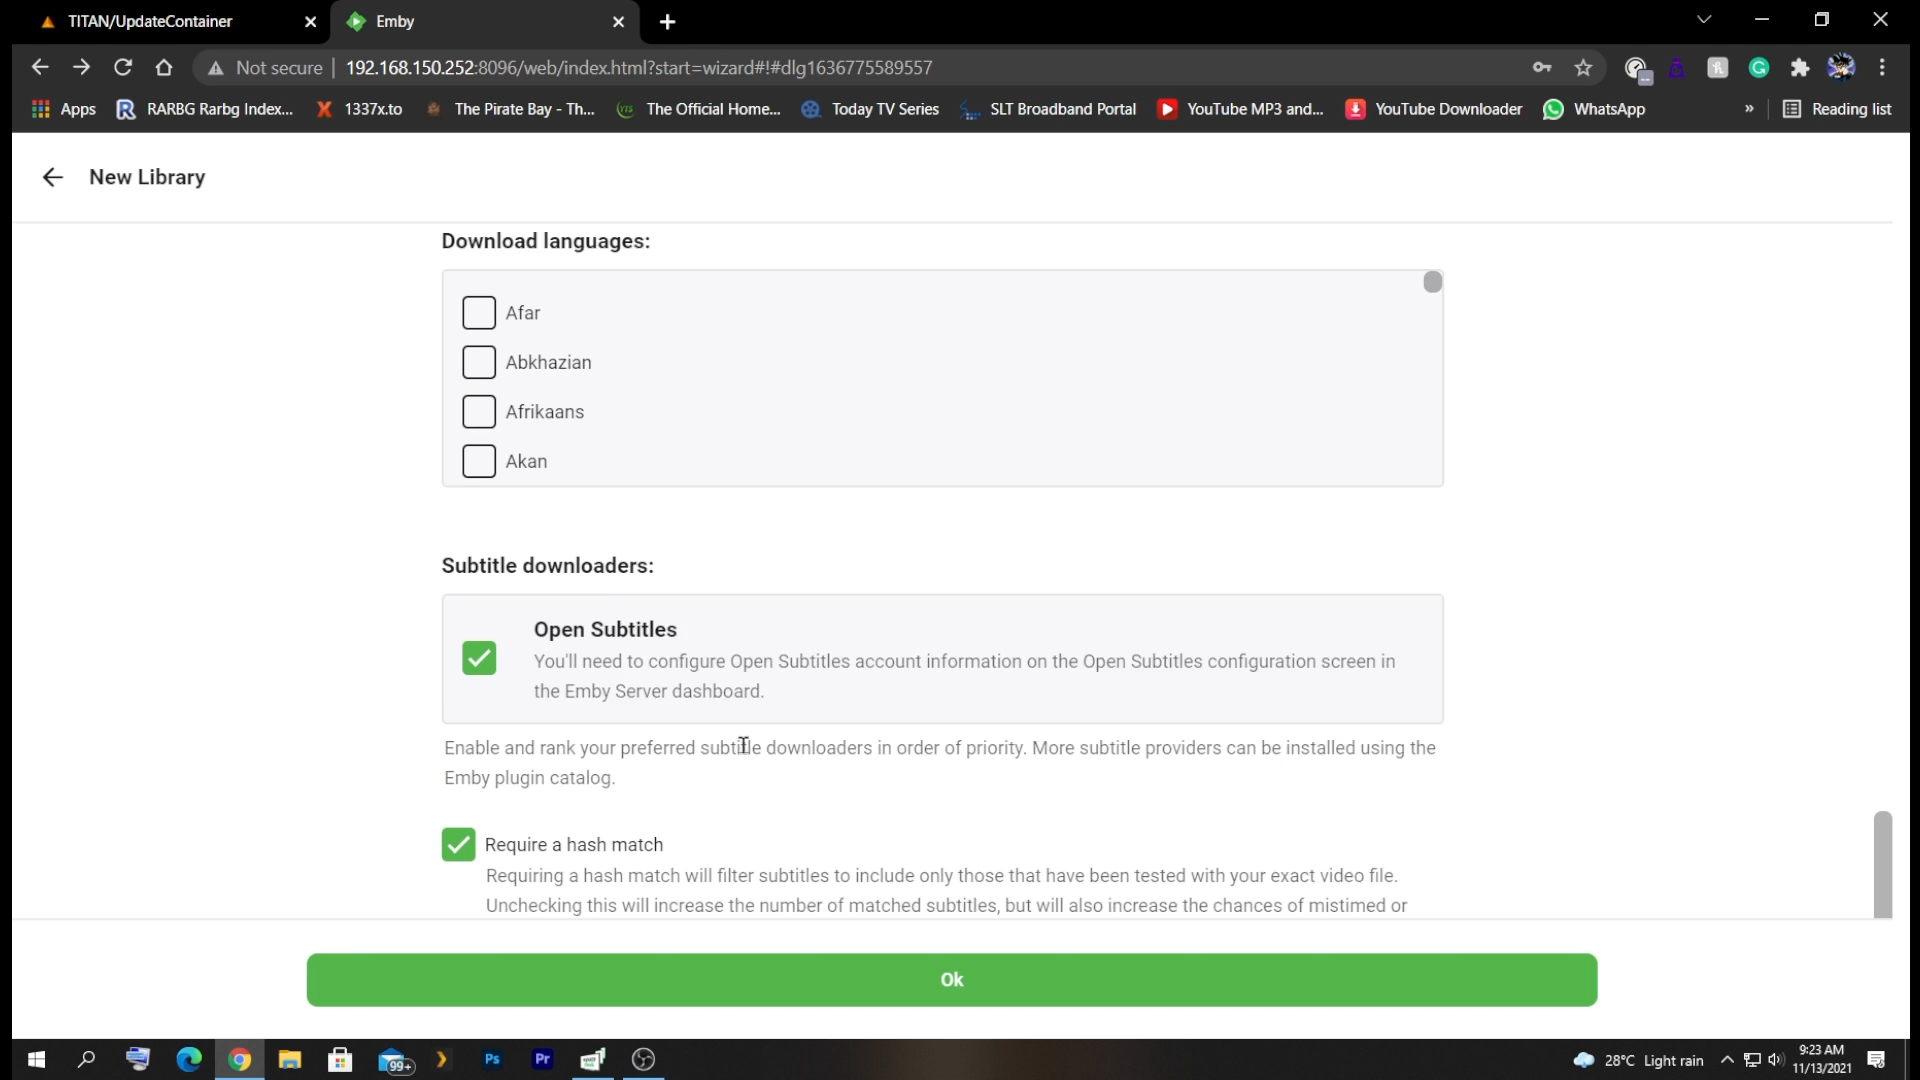 TITAN/UpdateContainer
Emby
Not secure
192.168.150.252:8096/web/index.html?start=wizard#!#dlg1636775589557
Apps
RARBG Rarbg Index...
1337x.to
The Pirate Bay - Th...
The Official Home...
Today TV Series
SLT Broadband Portal
YouTube MP3 and...
YouTube Downloader
WhatsApp
»
Reading list
New Library
Download languages:
Afar
Abkhazian
Afrikaans
Akan
Subtitle downloaders:
Open Subtitles
You'll need to configure Open Subtitles account information on the Open Subtitles configuration screen in
the Emby Server dashboard.
Enable and rank your preferred subtitle downloaders in order of priority. More subtitle providers can be installed using the
Emby plugin catalog.
Require a hash match
Requiring a hash match will filter subtitles to include only those that have been tested with your exact video file.
Unchecking this will increase the number of matched subtitles, but will also increase the chances of mistimed or
Ok
99+
Ps
Pr
28°C Light rain
9:23 AM
11/13/2021